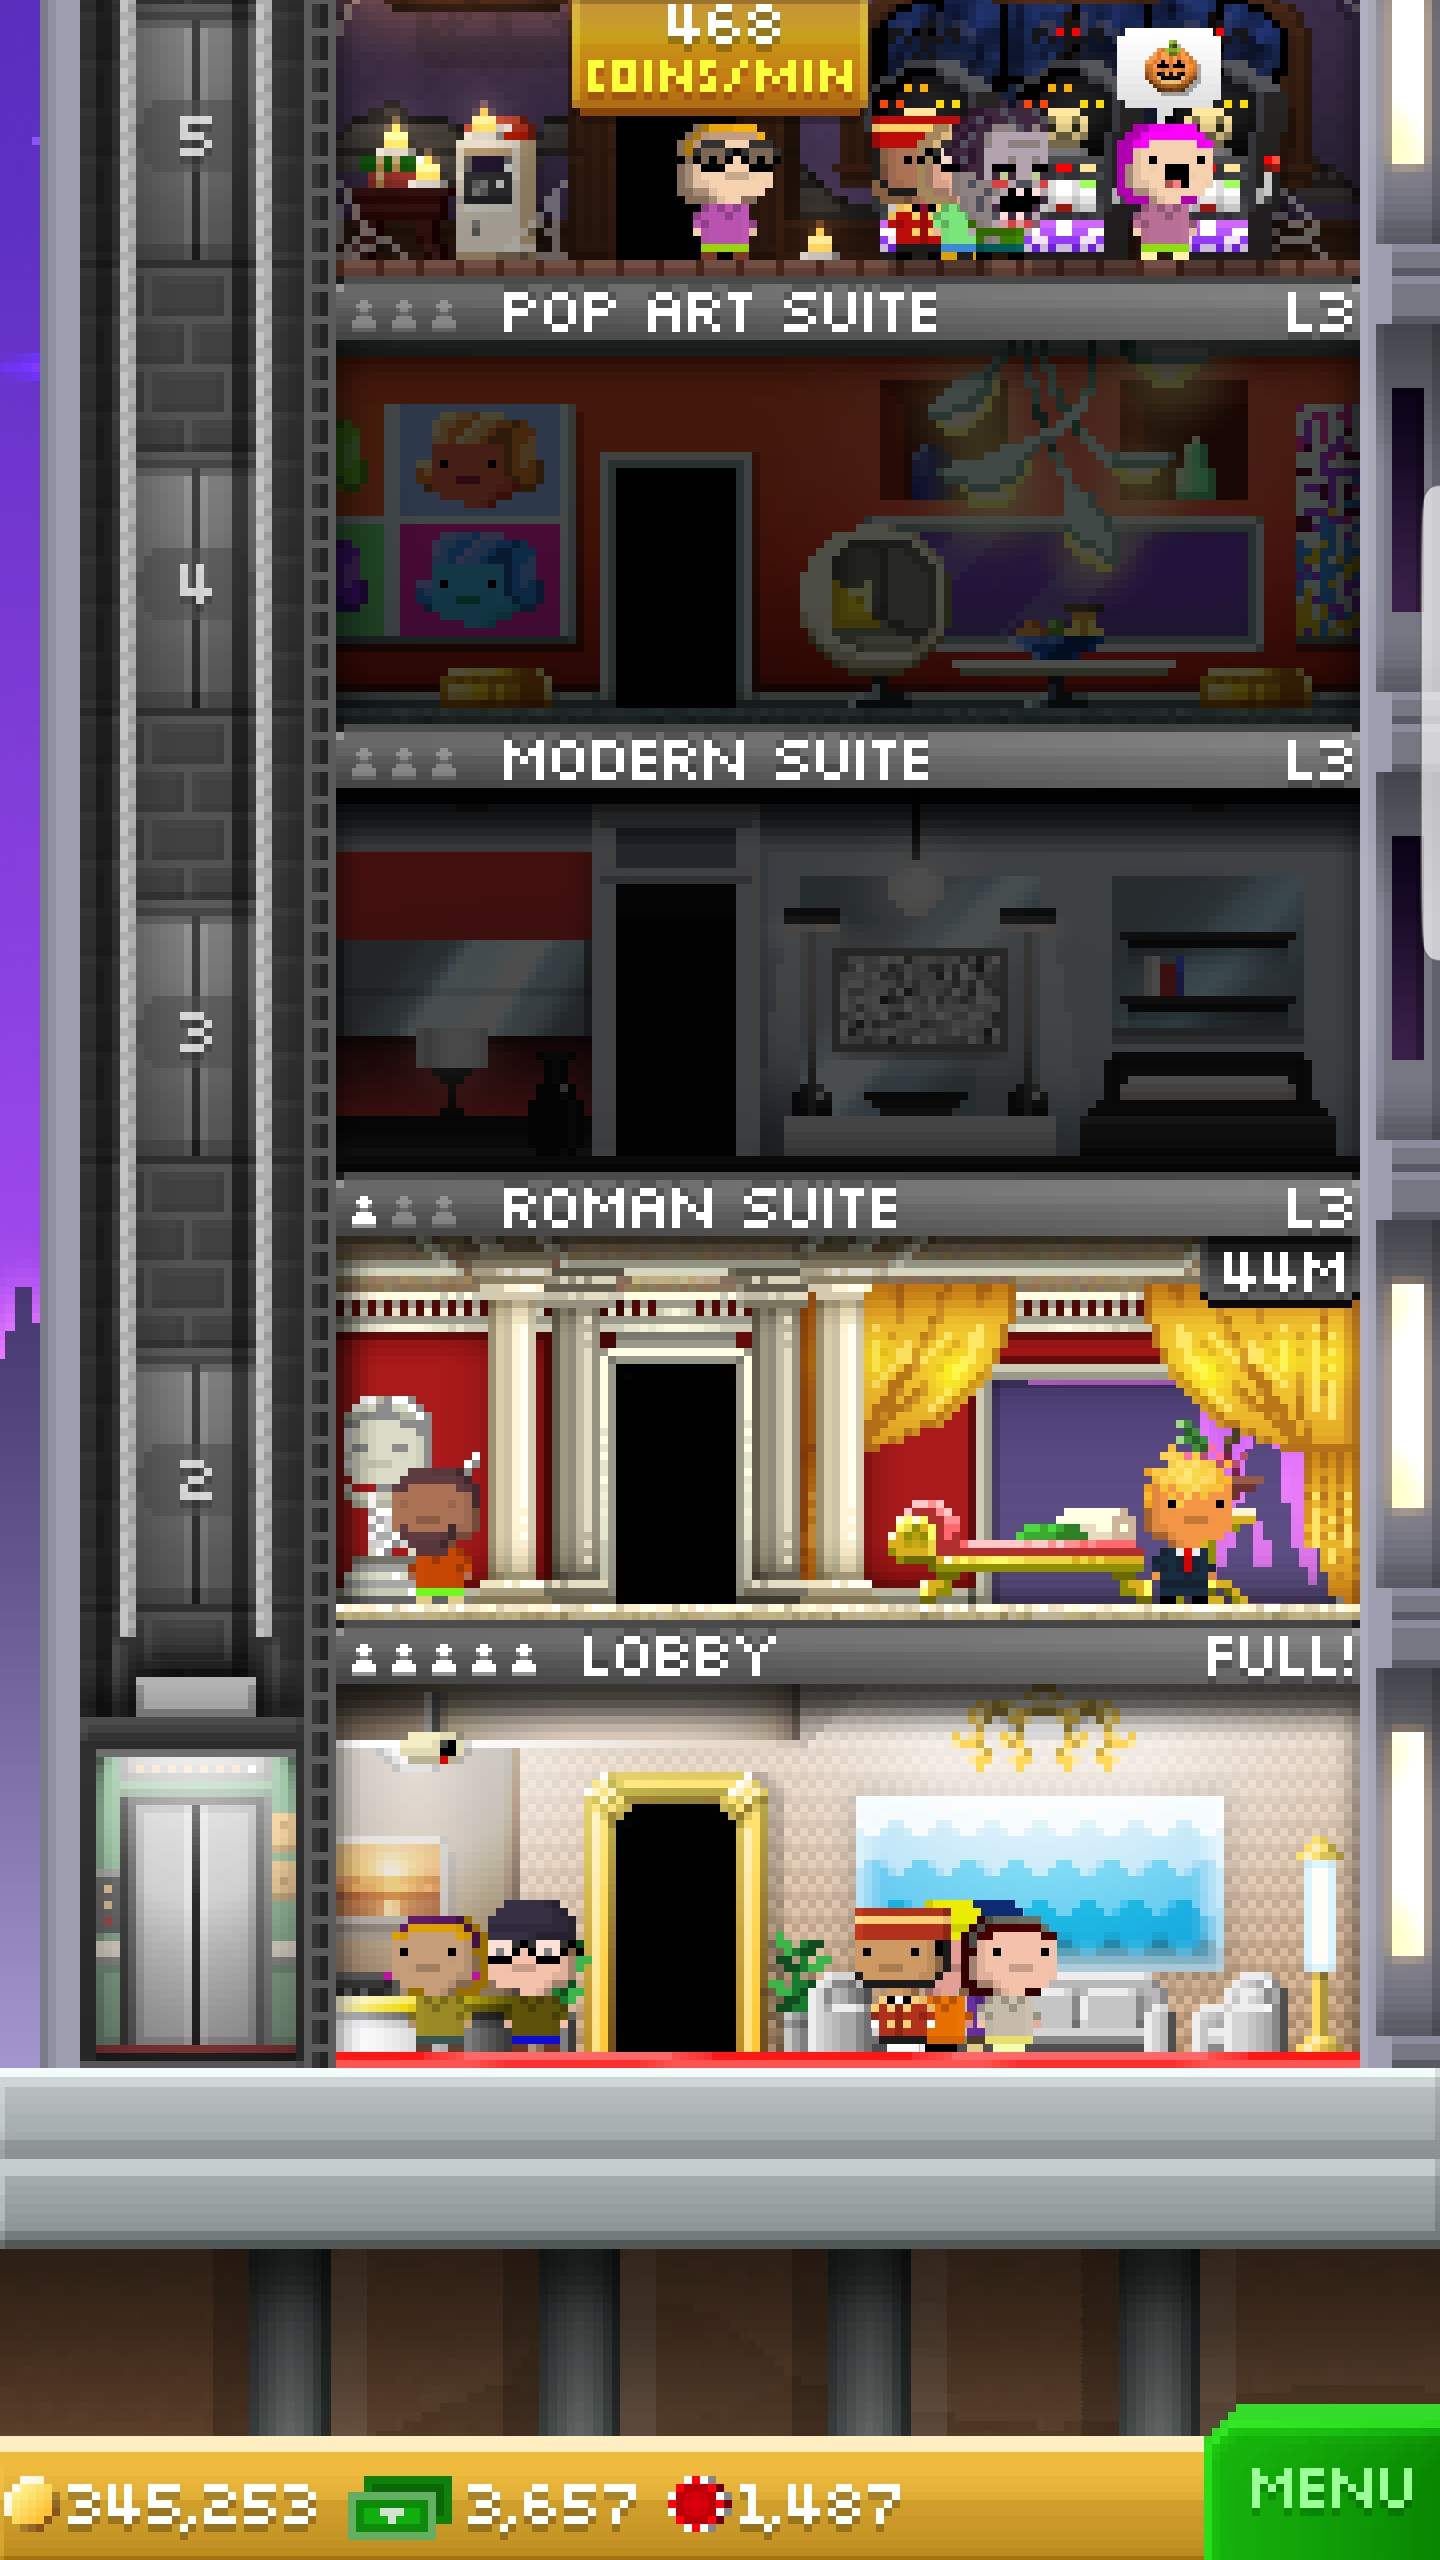 468
COINS/MIN
5
POP ART SUITE L3
4
MODERN SUITE L3
3
ROMAN SUITE L3
44M
2
LOBBY FULL!
345,253 3,657 1,487
MENU